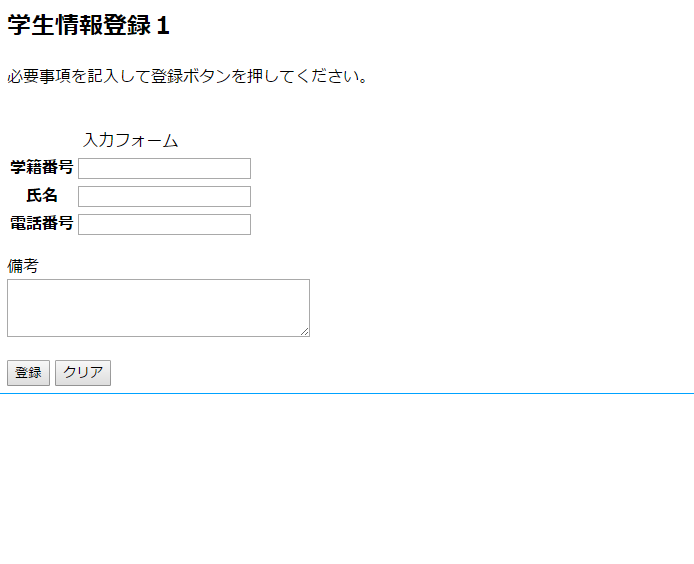 学生情報登録１
必要事項を記入して登録ボタンを押してください。
入力フォーム
学籍番号
氏名
電話番号
備考
登録 クリア